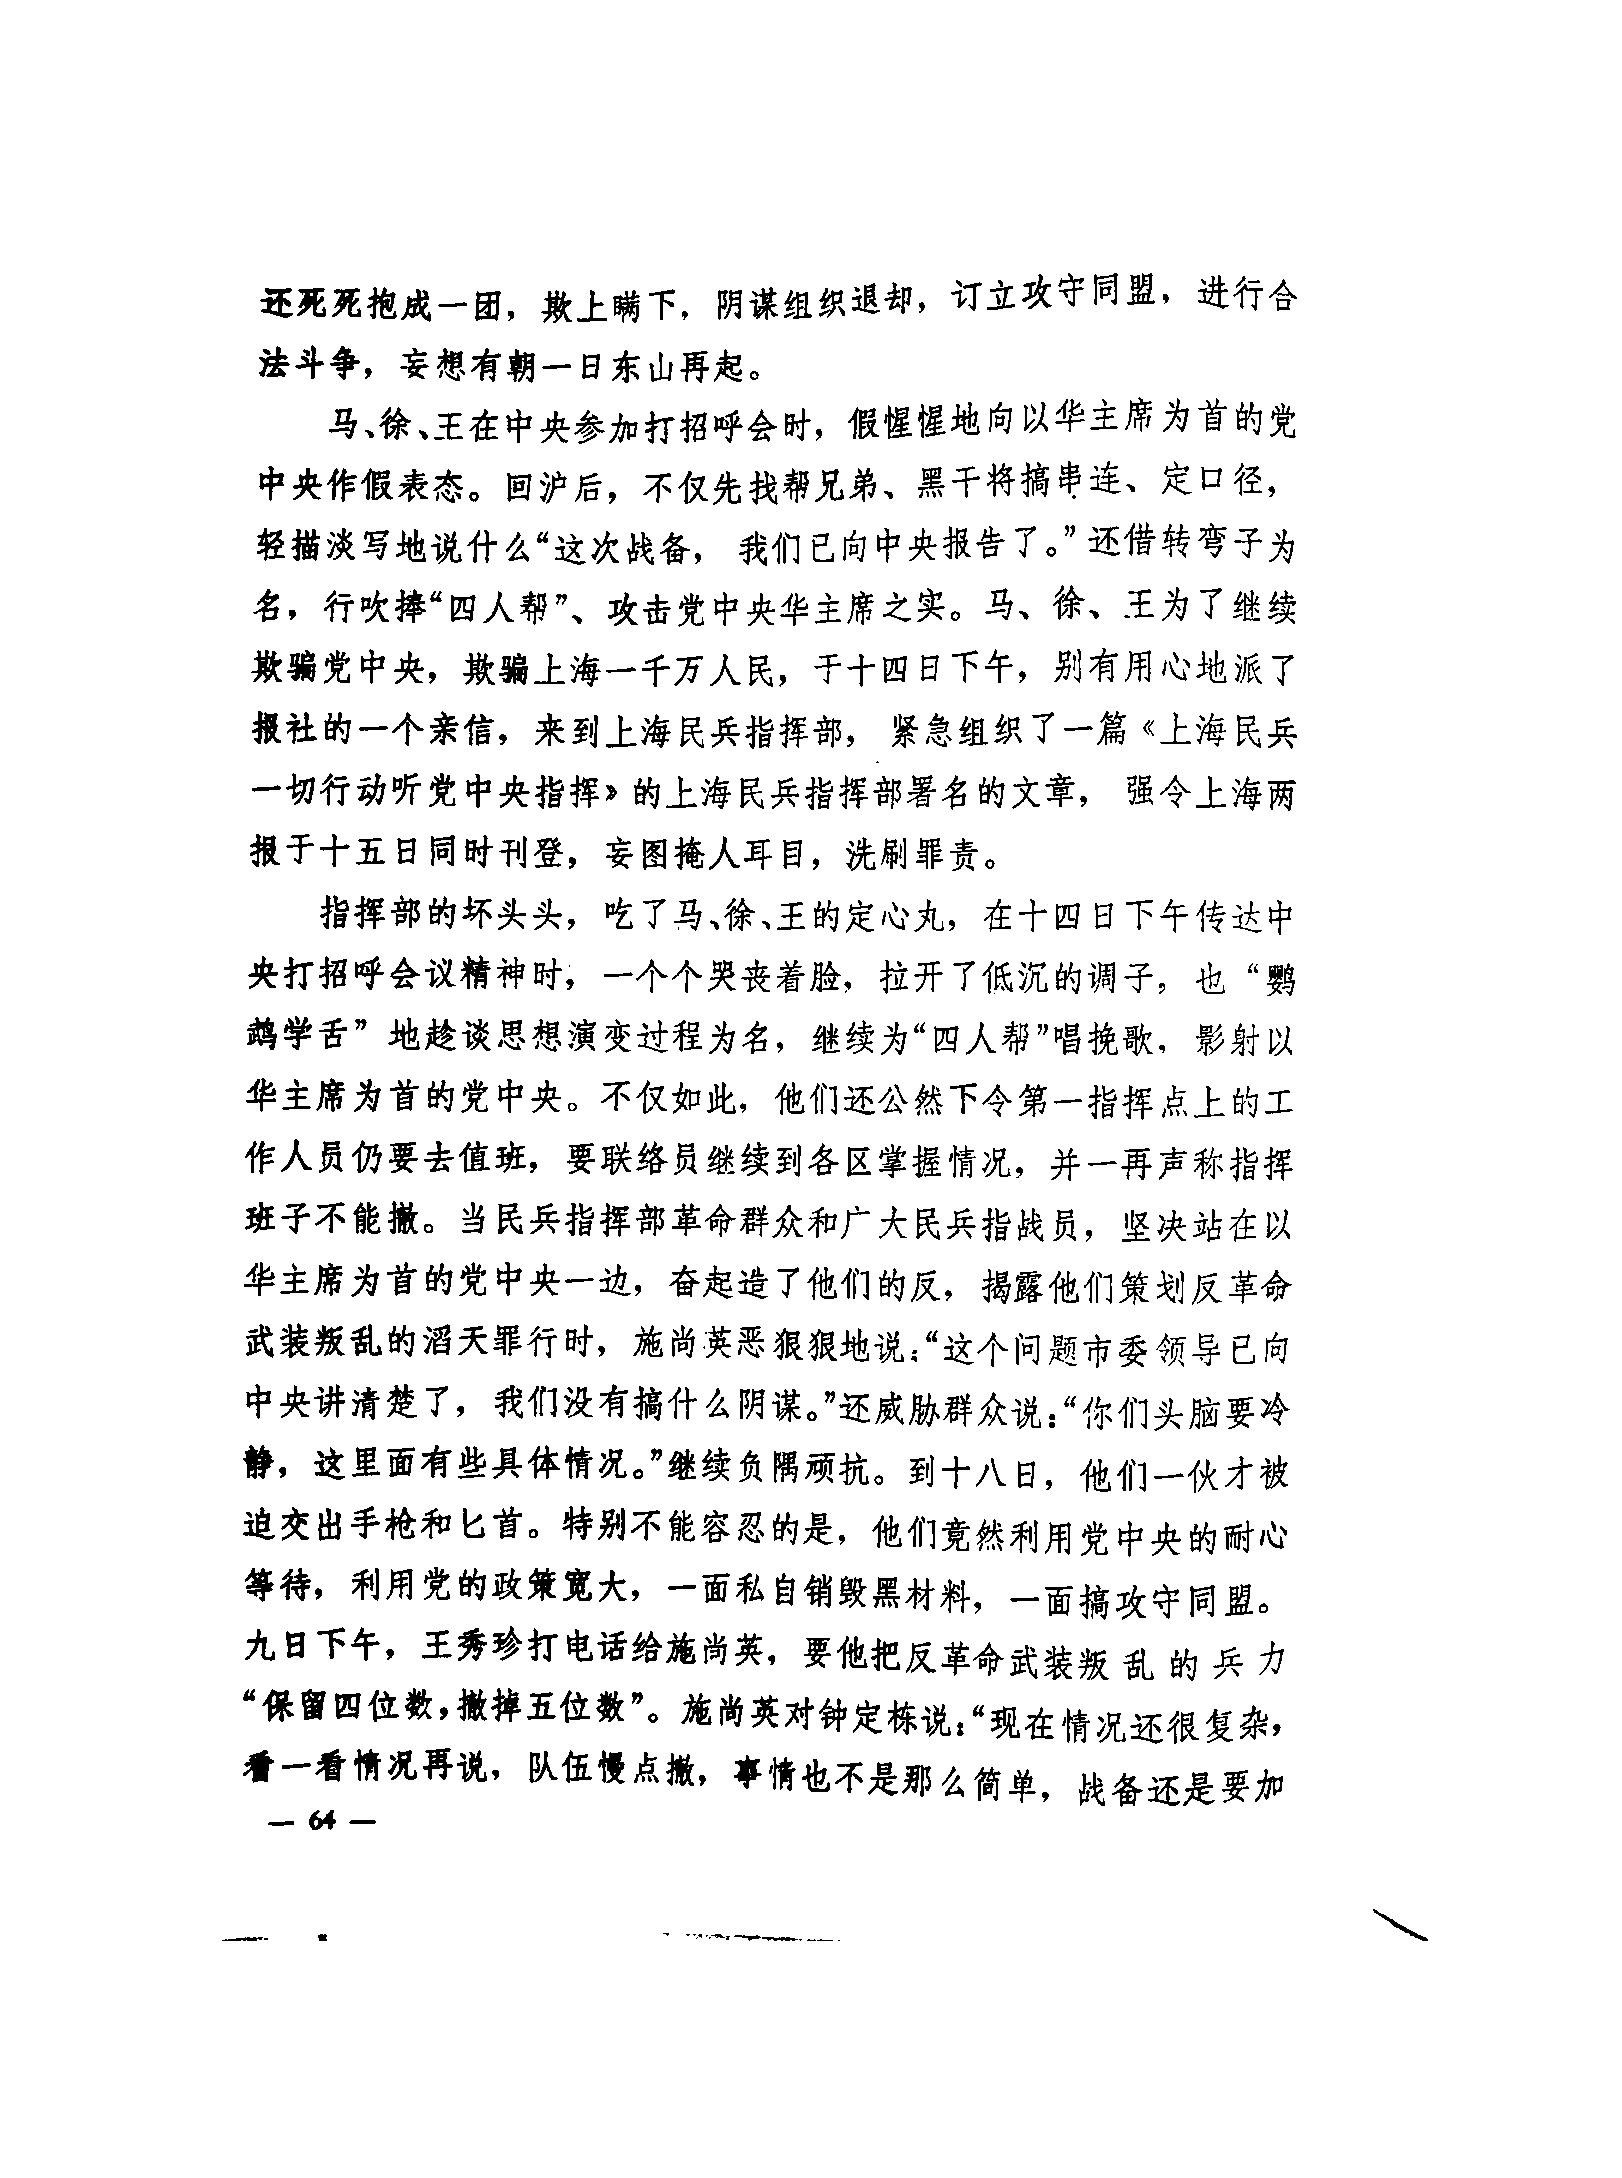 还死死抱成一团，欺上瞒下，阴谋组织退却，订立攻守同盟，进行合
法斗争，妄想有朝一日东山再起。
马、徐、王在中央参加打招呼会时，假惺惺地向以华主席为首的党
中央作假表态。回沪后，不仅先找帮兄弟、黑干将搞串连、定口径，
轻描淡写地说什么“这次战备，我们已向中央报告了。”还借转弯子为
名，行吹捧“四人帮”、攻击党中央华主席之实。马、徐、王为了继续
欺骗党中央，欺骗上海一千万人民，于十四日下午，别有用心地派了
报社的一个亲信，来到上海民兵指挥部，紧急组织了一篇《上海民兵
一切行动听党中央指挥》的上海民兵指挥部署名的文章，强令上海两
报于十五日同时刊登，妄图掩人耳目，洗刷罪责。
指挥部的坏头头，吃了马、徐、王的定心丸，在十四日下午传达中
央打招呼会议精神时，一个个哭丧着脸，拉开了低沉的调子，也“鹦
鹉学舌”地趁谈思想演变过程为名，继续为“四人帮”唱挽歌，影射以
华主席为首的党中央。不仅如此，他们还公然下令第一指挥点上的工
作人员仍要去值班，要联络员继续到各区掌握情况，并一再声称指挥
班子不能撤。当民兵指挥部革命群众和广大民兵指战员，坚决站在以
华主席为首的党中央一边，奋起造了他们的反，揭露他们策划反革命
武装叛乱的滔天罪行时，施尚英恶狠狠地说：“这个问题市委领导已向
中央讲清楚了，我们没有搞什么阴谋。”还威胁群众说：“你们头脑要冷
静，这里面有些具体情况。”继续负隅顽抗。到十八日，他们一伙才被
迫交出手枪和匕首。特别不能容忍的是，他们竟然利用党中央的耐心
等待，利用党的政策宽大，一面私自销毁黑材料，一面搞攻守同盟。
九日下午，王秀珍打电话给施尚英，要他把反革命武装叛乱的兵力
“保留四位数，撤掉五位数”。施尚英对钟定栋说：“现在情况还很复杂，
看一看情况再说，队伍慢点撤，事情也不是那么简单，战备还是要加
— 64 —